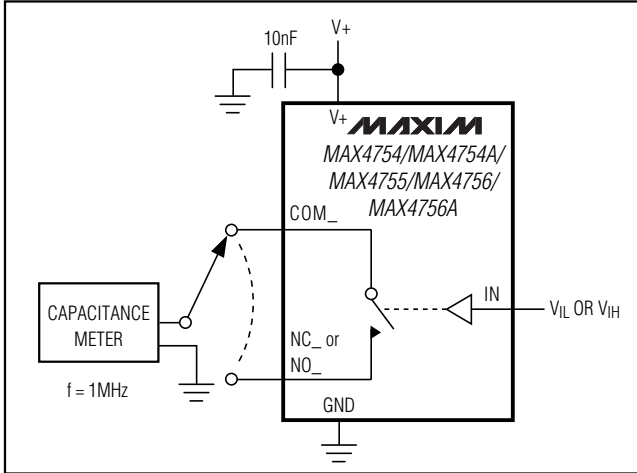 10nF
V+
V+
MAXIM
MAX4754/MAX4754A/
MAX4755/MAX4756/
MAX4756A
COM_
IN
VIL OR VIH
CAPACITANCE
METER
NC_ or
NO_
f = 1MHz
GND